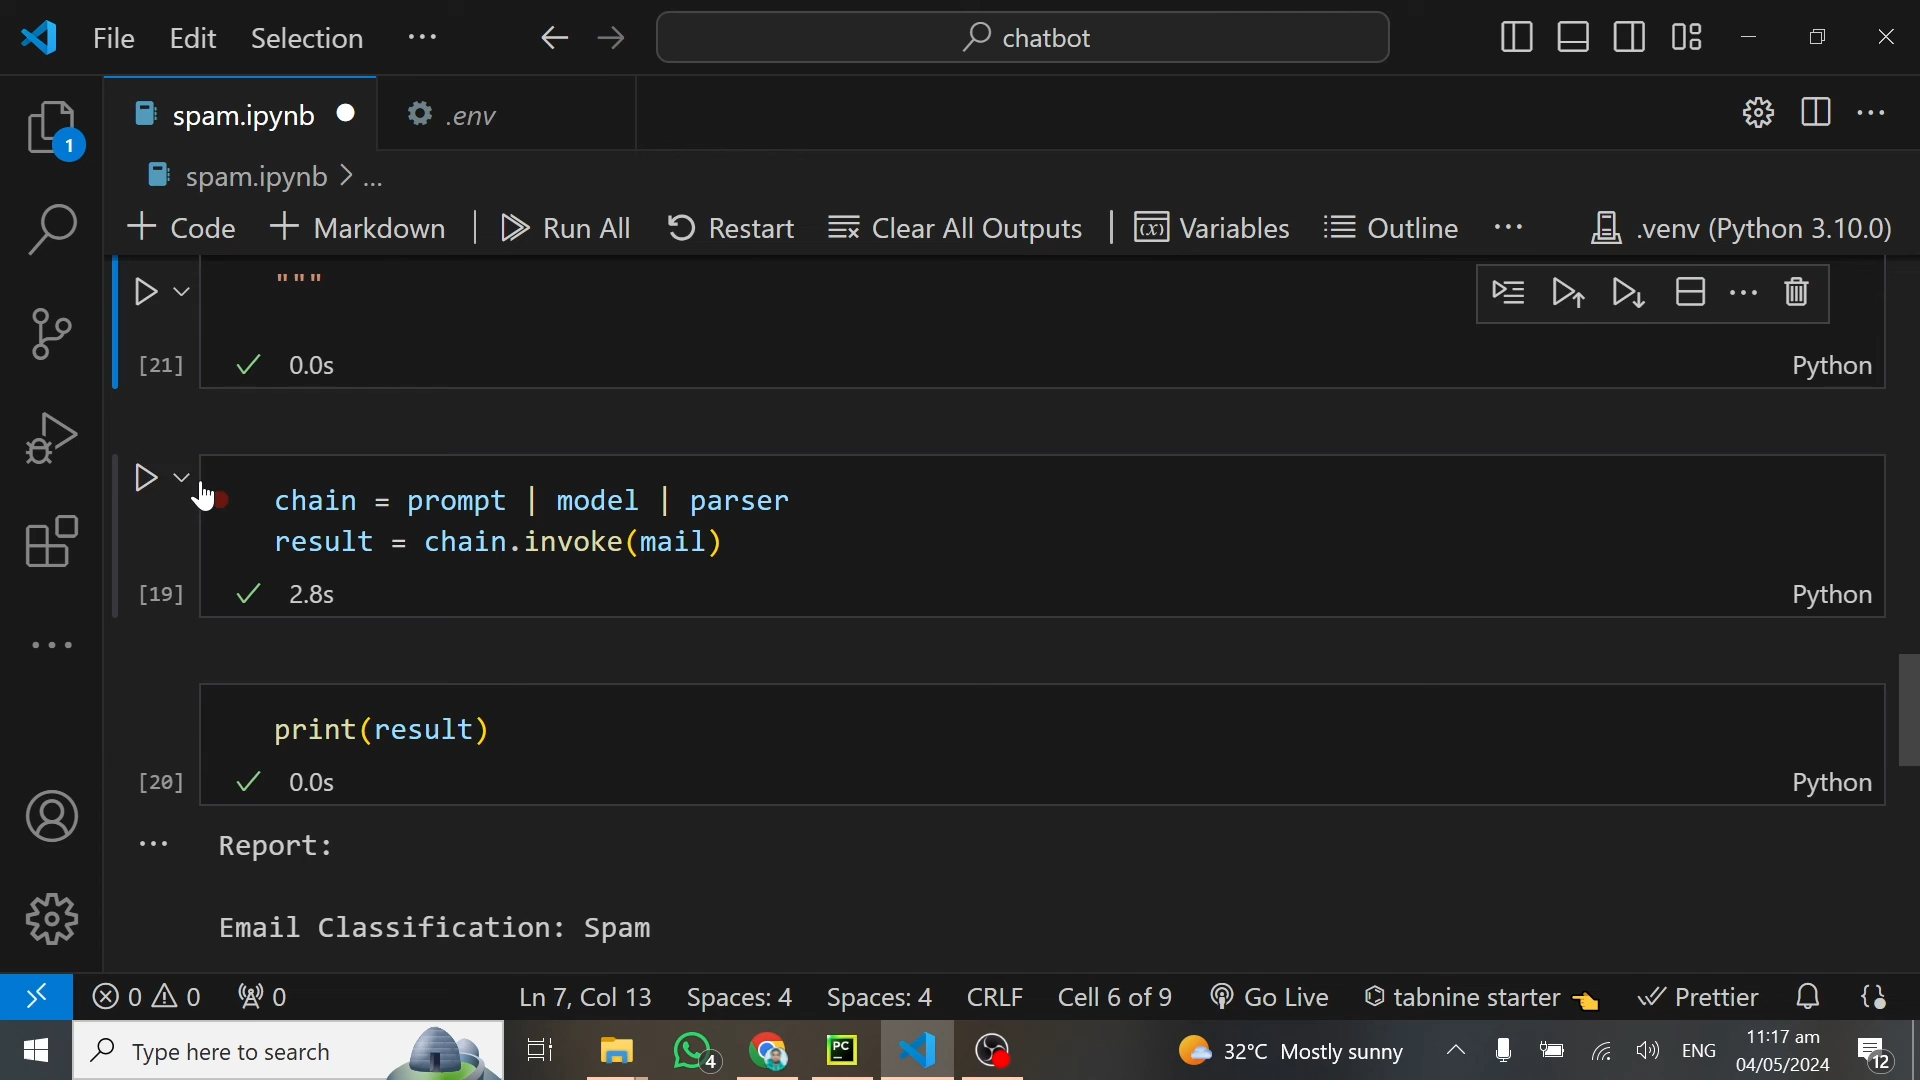 File Edit Selection ···
chatbot
spam.ipynb
.env
1
spam.ipynb > ...
Code Markdown Run All Restart Clear All Outputs Variables Outline ··· .venv (Python 3.10.0)
"""
[21] 0.0s Python
chain = prompt | model | parser
result = chain.invoke(mail)
[19] 2.8s Python
print(result)
[20] 0.0s Python
Report:
Email Classification: Spam
0 0 0 Ln 7, Col 13 Spaces: 4 Spaces: 4 CRLF Cell 6 of 9 Go Live tabnine starter Prettier
Type here to search
4
PC
32°C Mostly sunny
ENG
11:17 am
04/05/2024
12